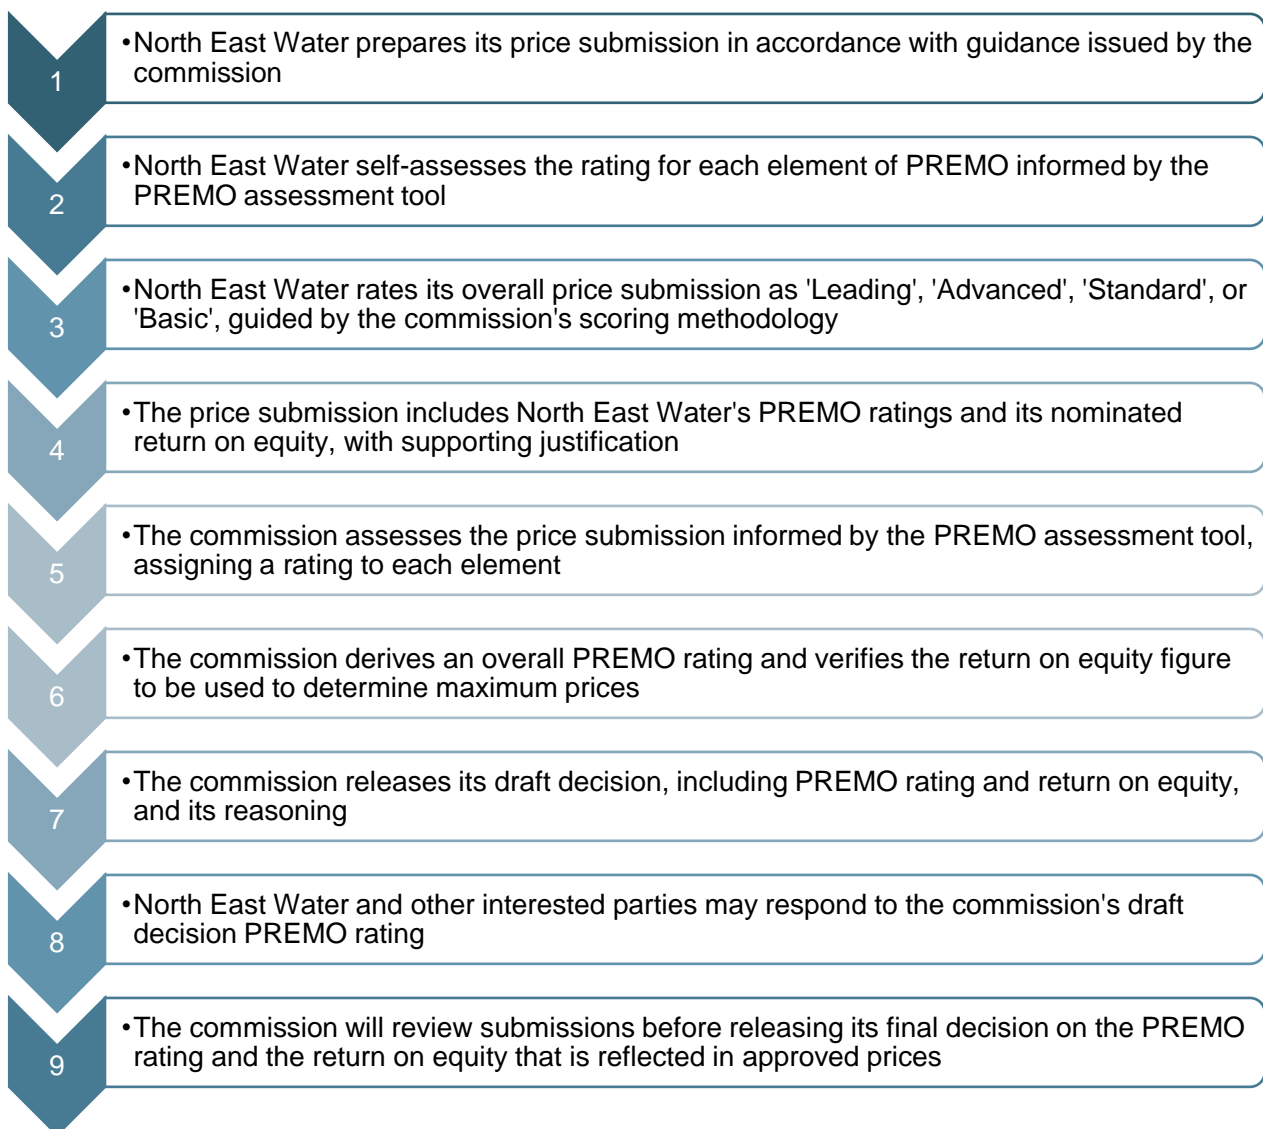 1
•North East Water prepares its price submission in accordance with guidance issued by the
commission
2
•North East Water self-assesses the rating for each element of PREMO informed by the
PREMO assessment tool
3
•North East Water rates its overall price submission as 'Leading', 'Advanced', 'Standard', or
'Basic', guided by the commission's scoring methodology
4
•The price submission includes North East Water's PREMO ratings and its nominated
return on equity, with supporting justification
5
•The commission assesses the price submission informed by the PREMO assessment tool,
assigning a rating to each element
6
•The commission derives an overall PREMO rating and verifies the return on equity figure
to be used to determine maximum prices
7
•The commission releases its draft decision, including PREMO rating and return on equity,
and its reasoning
8
•North East Water and other interested parties may respond to the commission's draft
decision PREMO rating
9
•The commission will review submissions before releasing its final decision on the PREMO
rating and the return on equity that is reflected in approved prices